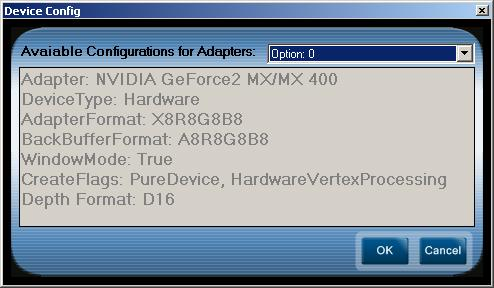 Device Config
Avaiable Configurations for Adapters: Option: 0
Adapter: NVIDIA GeForce2 MX/MX 400
DeviceType: Hardware
AdapterFormat: X8R8G8B8
BackBufferFormat: A8R8G8B8
WindowMode: True
CreateFlags: PureDevice, HardwareVertexProcessing
Depth Format: D16
OK Cancel